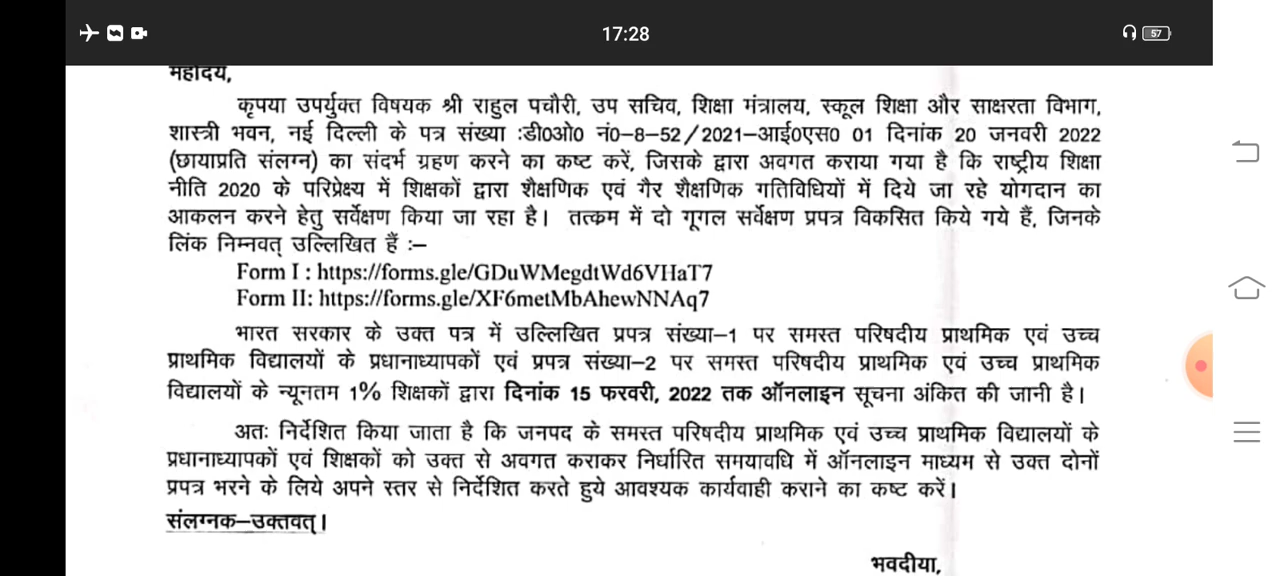 17:28
57
महोदय,
कृपया उपर्युक्त विषयक श्री राहुल पचौरी, उप सचिव, शिक्षा मंत्रालय, स्कूल शिक्षा और साक्षरता विभाग,
शास्त्री भवन, नई दिल्ली के पत्र संख्या :डी0ओ0 नं0–8–52/2021–आई0एस0 01 दिनांक 20 जनवरी 2022
(छायाप्रति संलग्न) का संदर्भ ग्रहण करने का कष्ट करें, जिसके द्वारा अवगत कराया गया है कि राष्ट्रीय शिक्षा
नीति 2020 के परिप्रेक्ष्य में शिक्षकों द्वारा शैक्षणिक एवं गैर शैक्षणिक गतिविधियों में दिये जा रहे योगदान का
आकलन करने हेतु सर्वेक्षण किया जा रहा है। तत्क्रम में दो गूगल सर्वेक्षण प्रपत्र विकसित किये गये हैं, जिनके
लिंक निम्नवत् उल्लिखित हैं :–
Form I : https://forms.gle/GDuWMegdtWd6VHaT7
Form II: https://forms.gle/XF6metMbAhewNNAq7
भारत सरकार के उक्त पत्र में उल्लिखित प्रपत्र संख्या–1 पर समस्त परिषदीय प्राथमिक एवं उच्च
प्राथमिक विद्यालयों के प्रधानाध्यापकों एवं प्रपत्र संख्या–2 पर समस्त परिषदीय प्राथमिक एवं उच्च प्राथमिक
विद्यालयों के न्यूनतम 1% शिक्षकों द्वारा दिनांक 15 फरवरी, 2022 तक ऑनलाइन सूचना अंकित की जानी है।
अतः निर्देशित किया जाता है कि जनपद के समस्त परिषदीय प्राथमिक एवं उच्च प्राथमिक विद्यालयों के
प्रधानाध्यापकों एवं शिक्षकों को उक्त से अवगत कराकर निर्धारित समयावधि में ऑनलाइन माध्यम से उक्त दोनों
प्रपत्र भरने के लिये अपने स्तर से निर्देशित करते हुये आवश्यक कार्यवाही कराने का कष्ट करें।
संलग्नक–उक्तवत्।
भवदीया,